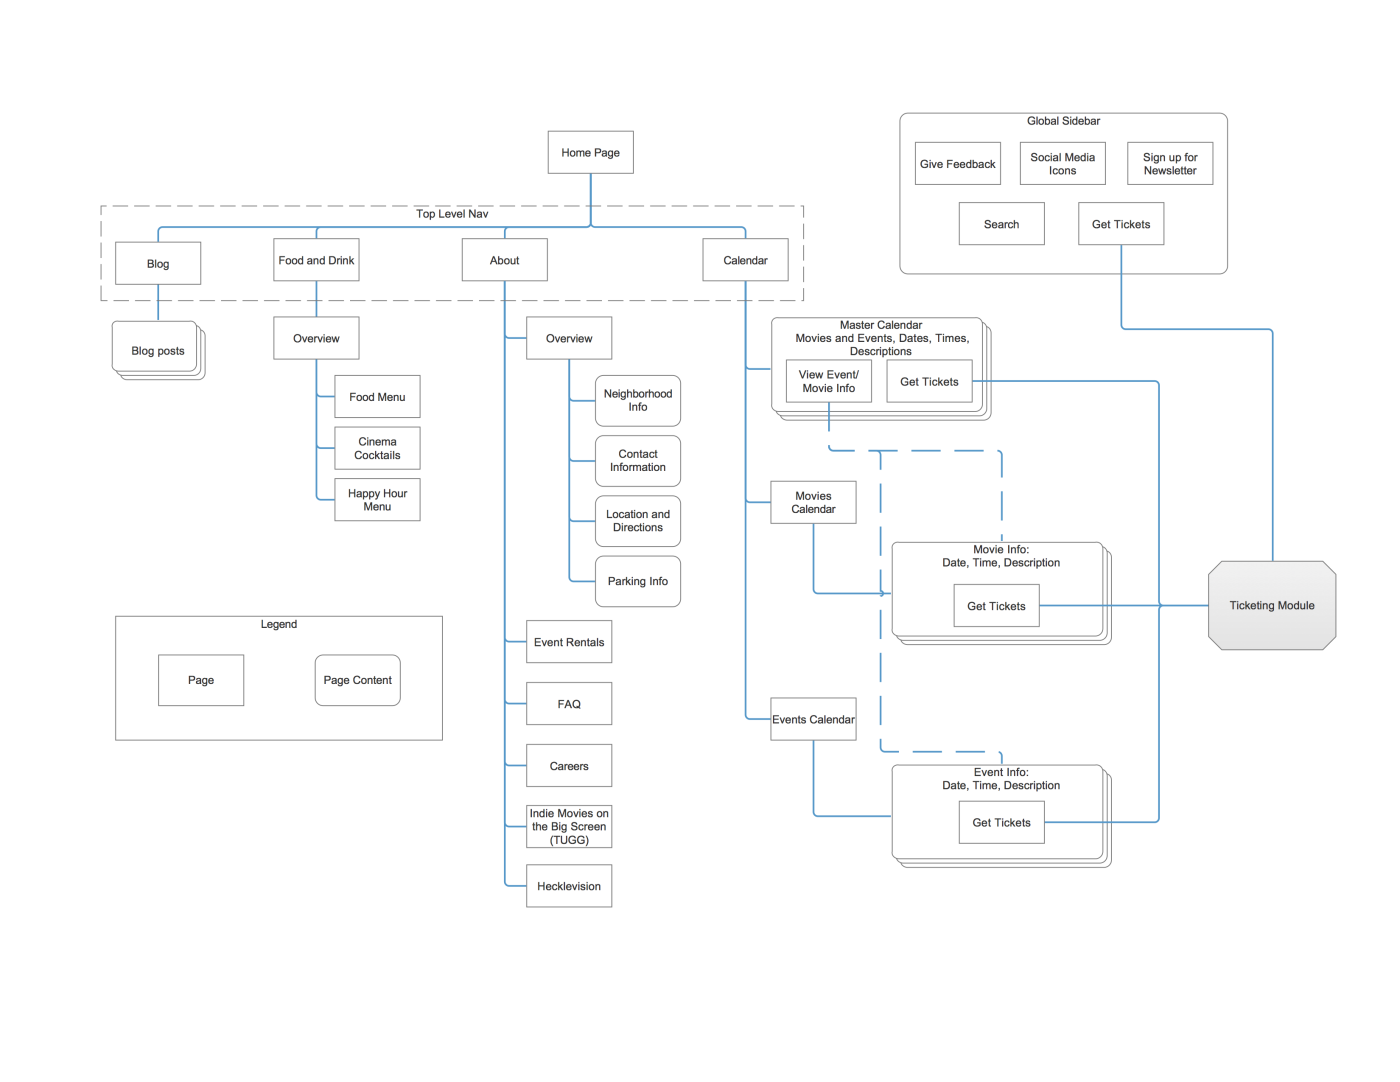 Global Sidebar
Give Feedback
Social Media
Icons
Sign up for
Newsletter
Search
Get Tickets
Home Page
Top Level Nav
Blog
Food and Drink
About
Calendar
Blog posts
Overview
Food Menu
Cinema
Cocktails
Happy Hour
Menu
Overview
Neighborhood
Info
Contact
Information
Location and
Directions
Parking Info
Event Rentals
FAQ
Careers
Indie Movies on
the Big Screen
(TUGG)
Hecklevision
Master Calendar
Movies and Events, Dates, Times,
Descriptions
View Event/
Movie Info
Get Tickets
Movies
Calendar
Movie Info:
Date, Time, Description
Get Tickets
Events Calendar
Event Info:
Date, Time, Description
Get Tickets
Ticketing Module
Legend
Page
Page Content